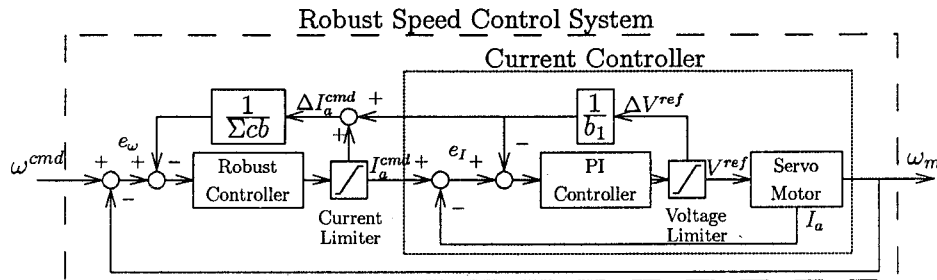 Robust Speed Control System
Current Controller
1
Σcb
ΔI_a^{cmd}
+
+
1
b_1
ΔV^{ref}
ω^{cmd}
+
e_ω
+
−
−
Robust
Controller
I_a^{cmd}
+
e_I
+
−
−
PI
Controller
V^{ref}
Servo
Motor
ω_m
Current
Limiter
Voltage
Limiter
I_a